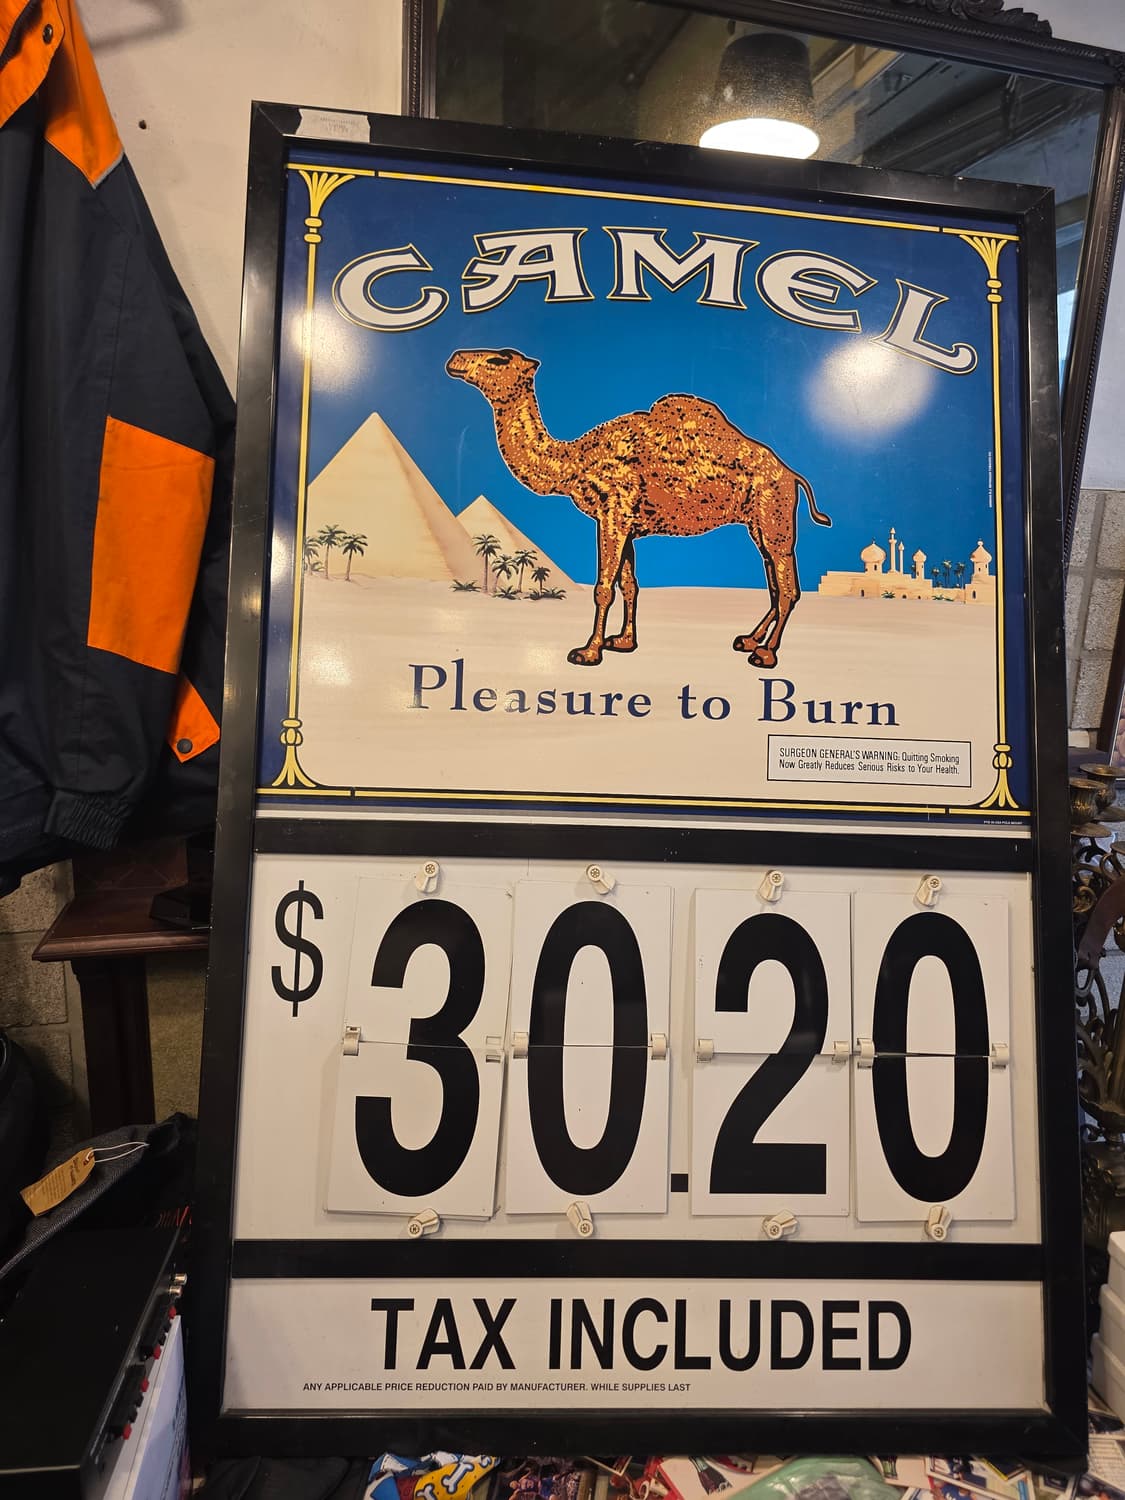 CAMEL
Pleasure to Burn
SURGEON GENERAL'S WARNING: Quitting Smoking
Now Greatly Reduces Serious Risks to Your Health.
$30.20
TAX INCLUDED
ANY APPLICABLE PRICE REDUCTION PAID BY MANUFACTURER. WHILE SUPPLIES LAST